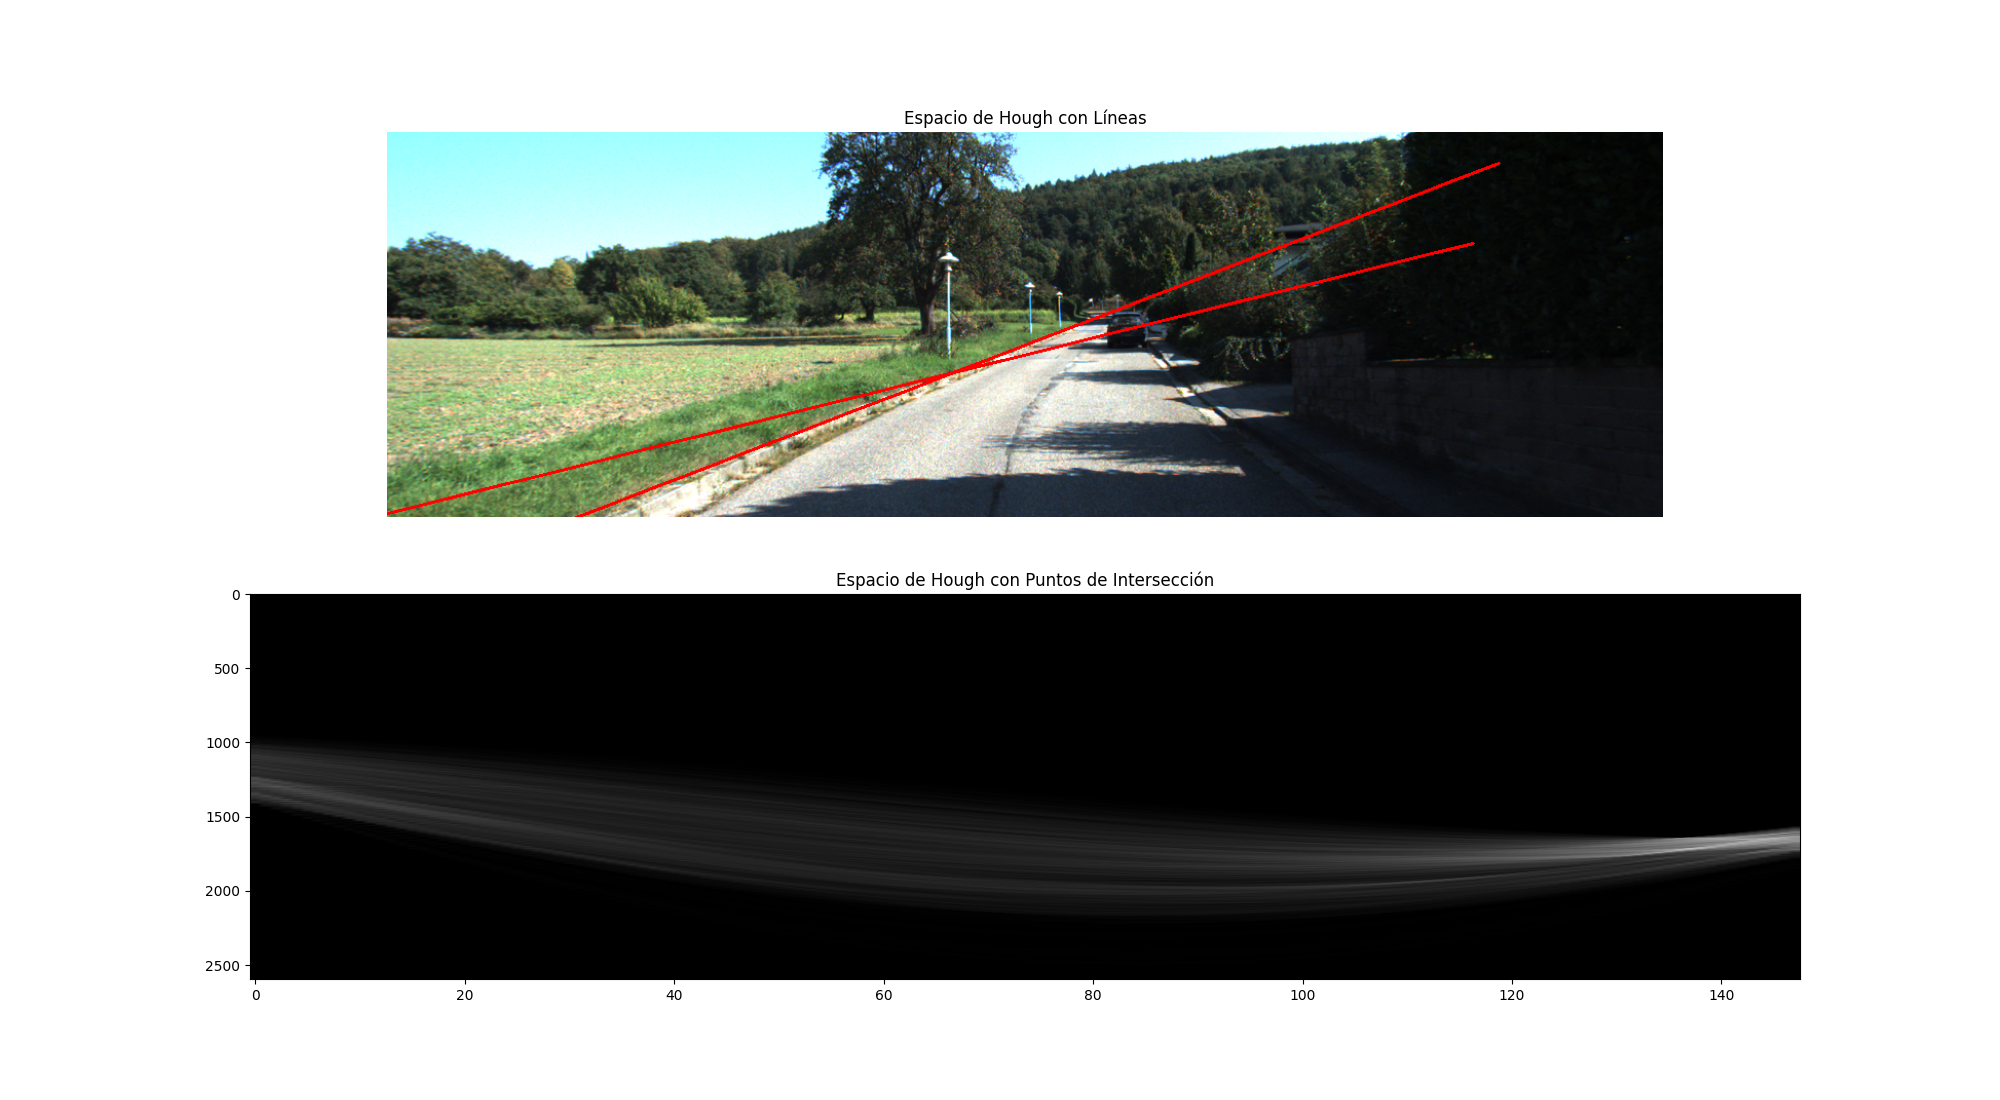 Espacio de Hough con Líneas
Espacio de Hough con Puntos de Intersección
0
500
1000
1500
2000
2500
0 20 40 60 80 100 120 140